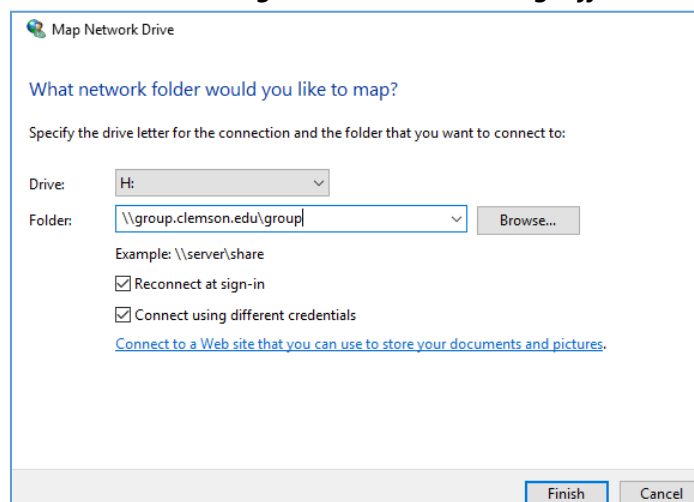 Map Network Drive
What network folder would you like to map?
Specify the drive letter for the connection and the folder that you want to connect to:
Drive: H:
Folder: \\group.clemson.edu\group Browse...
Example: \\server\share
Reconnect at sign-in
Connect using different credentials
Connect to a Web site that you can use to store your documents and pictures.
Finish Cancel